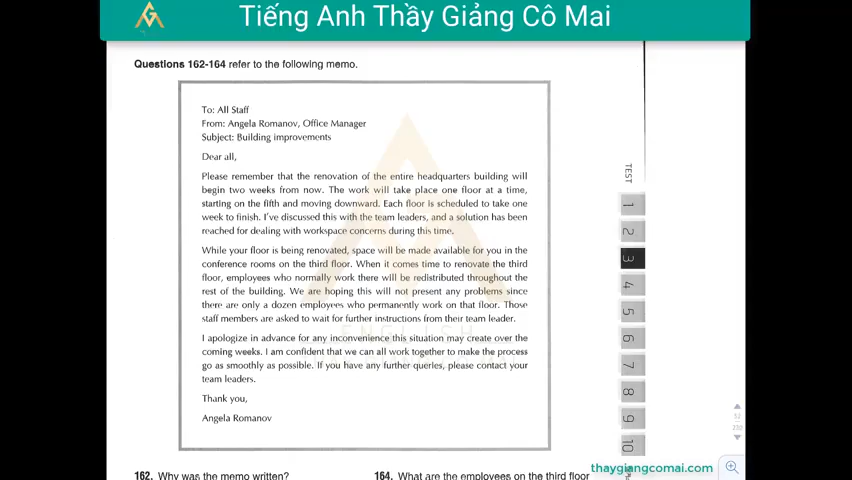 Tiếng Anh Thầy Giảng Cô Mai
Questions 162-164 refer to the following memo.
To: All Staff
From: Angela Romanov, Office Manager
Subject: Building improvements
Dear all,
Please remember that the renovation of the entire headquarters building will
begin two weeks from now. The work will take place one floor at a time,
starting on the fifth and moving downward. Each floor is scheduled to take one
week to finish. I've discussed this with the team leaders, and a solution has been
reached for dealing with workspace concerns during this time.
While your floor is being renovated, space will be made available for you in the
conference rooms on the third floor. When it comes time to renovate the third
floor, employees who normally work there will be redistributed throughout the
rest of the building. We are hoping this will not present any problems since
there are only a dozen employees who permanently work on that floor. Those
staff members are asked to wait for further instructions from their team leader.
ENGLISH
I apologize in advance for any inconvenience this situation may create over the
coming weeks. I am confident that we can all work together to make the process
go as smoothly as possible. If you have any further queries, please contact your
team leaders.
Thank you,
Angela Romanov
162. Why was the memo written?
164. What are the employees on the third floor
TEST
1
2
3
4
5
6
7
8
9
10
52
232
thaygiangcomai.com